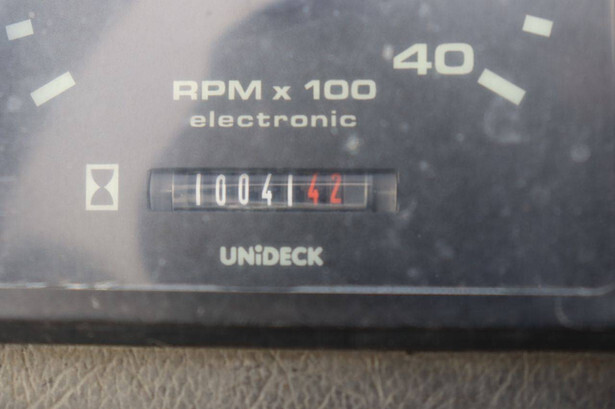 40
RPM x 100
electronic
1004142
UNiDECK